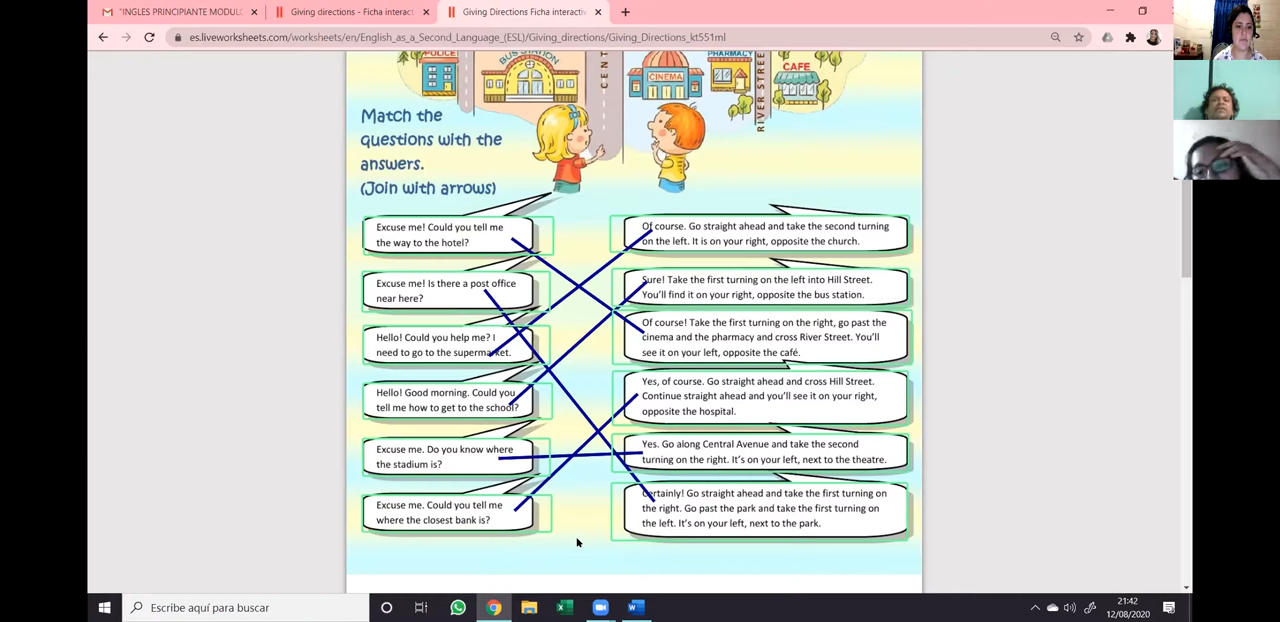 "INGLES PRINCIPIANTE MODUL
Giving directions - Ficha interact
Giving Directions Ficha interactiv
es.liveworksheets.com/worksheets/en/English_as_a_Second_Language_(ESL)/Giving_directions/Giving_Directions_kt551ml
POLICE
BUS STATION
CENT
CINEMA
PHARMACY
RIVER STREE
CAFE
Match the
questions with the
answers.
(Join with arrows)
Excuse me! Could you tell me
the way to the hotel?
Excuse me! Is there a post office
near here?
Hello! Could you help me? I
need to go to the supermarket.
Hello! Good morning. Could you
tell me how to get to the school?
Excuse me. Do you know where
the stadium is?
Excuse me. Could you tell me
where the closest bank is?
Of course. Go straight ahead and take the second turning
on the left. It is on your right, opposite the church.
Sure! Take the first turning on the left into Hill Street.
You'll find it on your right, opposite the bus station.
Of course! Take the first turning on the right, go past the
cinema and the pharmacy and cross River Street. You'll
see it on your left, opposite the café.
Yes, of course. Go straight ahead and cross Hill Street.
Continue straight ahead and you'll see it on your right,
opposite the hospital.
Yes. Go along Central Avenue and take the second
turning on the right. It's on your left, next to the theatre.
Certainly! Go straight ahead and take the first turning on
the right. Go past the park and take the first turning on
the left. It's on your left, next to the park.
Escribe aquí para buscar
21:42
12/08/2020